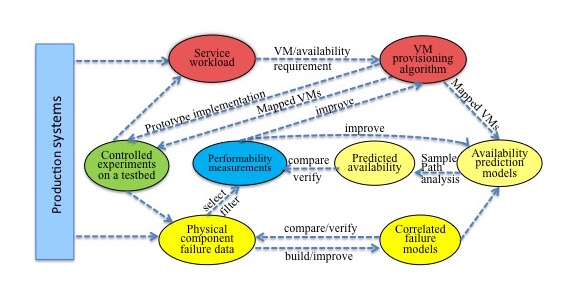 Production systems
Service
workload
VM/availability
requirement
VM
provisioning
algorithm
Prototype implementation
Mapped VMs
improve
Mapped VMs
improve
Controlled
experiments
on a testbed
Performability
measurements
compare
verify
Predicted
availability
Sample
Path
analysis
Availability
prediction
models
select
filter
Physical
component
failure data
compare/verify
build/improve
Correlated
failure
models